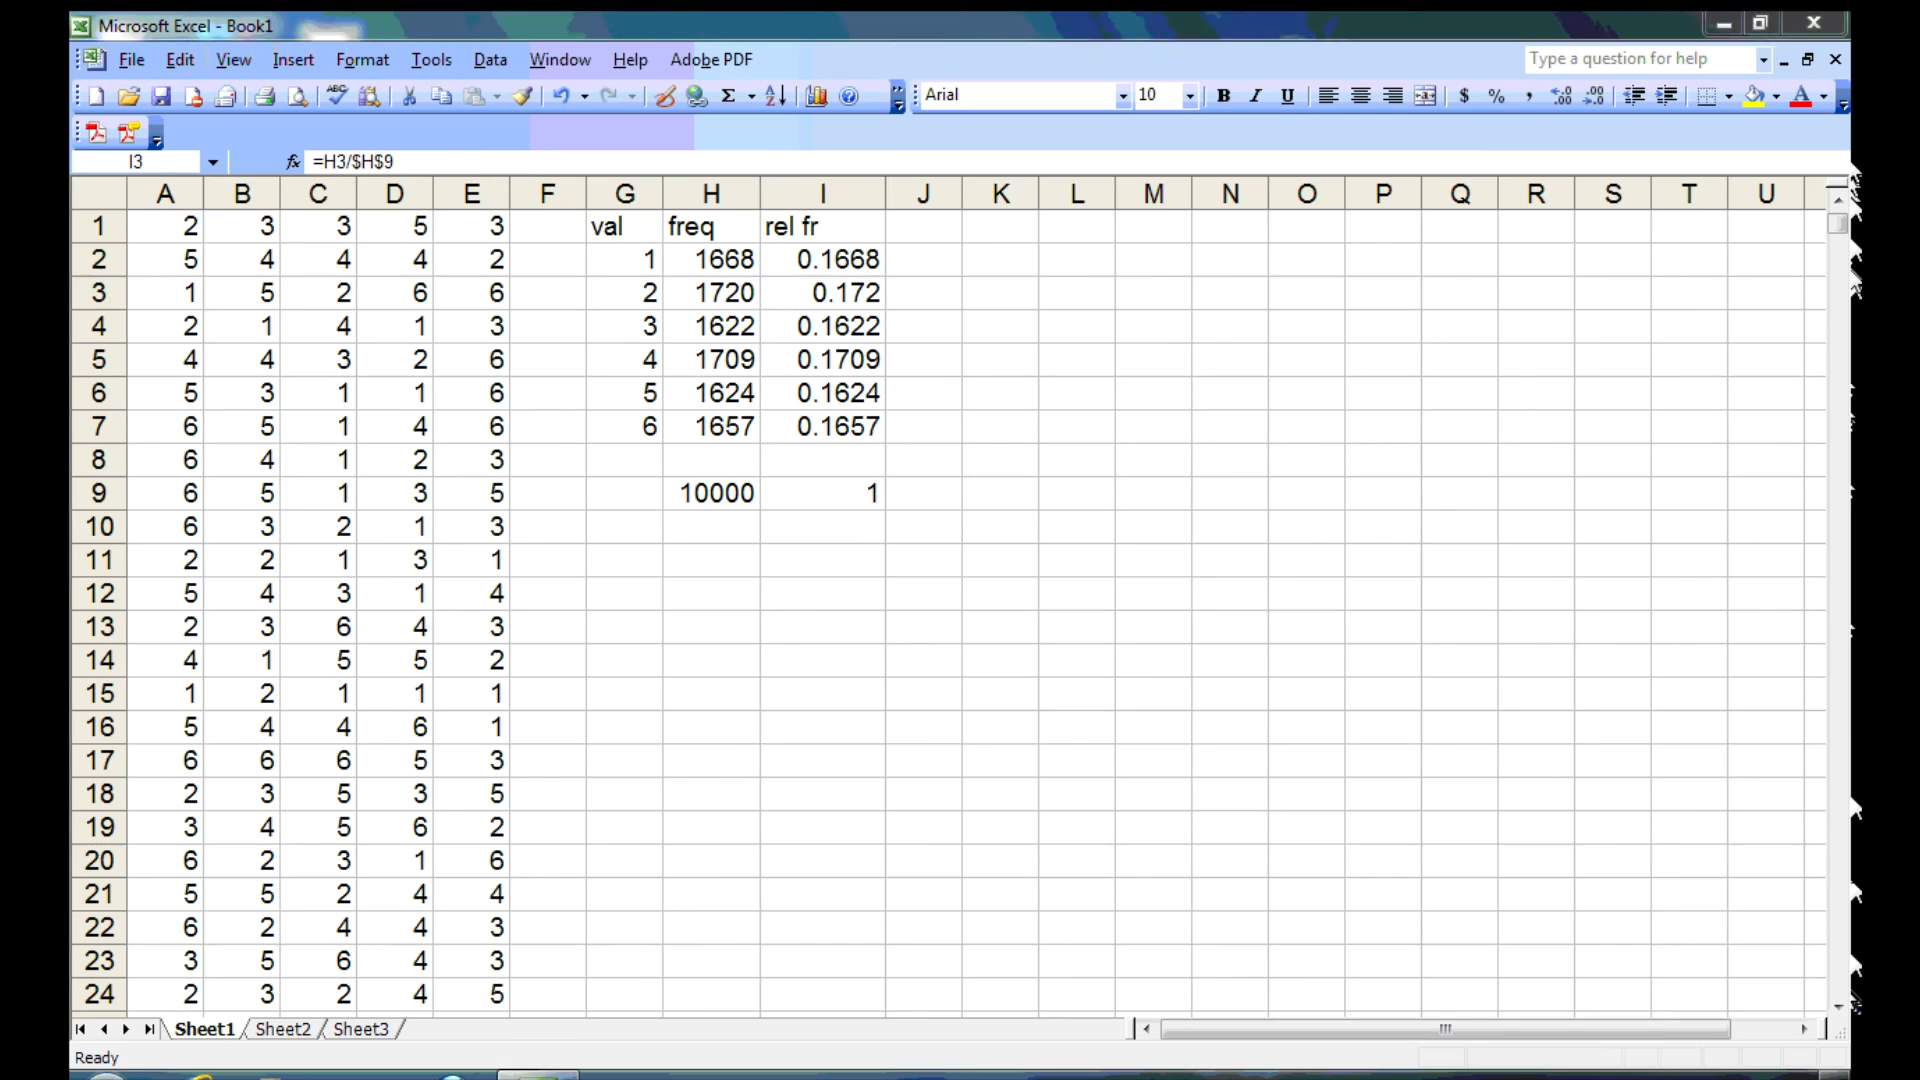 Microsoft Excel - Book1
File Edit View Insert Format Tools Data Window Help Adobe PDF Type a question for help
Arial 10 B I U $ % ,
I3 fx =H3/$H$9
A B C D E F G H I J K L M N O P Q R S T U
1 2 3 3 5 3 val freq rel fr
2 5 4 4 4 2 1 1668 0.1668
3 1 5 2 6 6 2 1720 0.172
4 2 1 4 1 3 3 1622 0.1622
5 4 4 3 2 6 4 1709 0.1709
6 5 3 1 1 6 5 1624 0.1624
7 6 5 1 4 6 6 1657 0.1657
8 6 4 1 2 3
9 6 5 1 3 5 10000 1
10 6 3 2 1 3
11 2 2 1 3 1
12 5 4 3 1 4
13 2 3 6 4 3
14 4 1 5 5 2
15 1 2 1 1 1
16 5 4 4 6 1
17 6 6 6 5 3
18 2 3 5 3 5
19 3 4 5 6 2
20 6 2 3 1 6
21 5 5 2 4 4
22 6 2 4 4 3
23 3 5 6 4 3
24 2 3 2 4 5
Sheet1 Sheet2 Sheet3
Ready